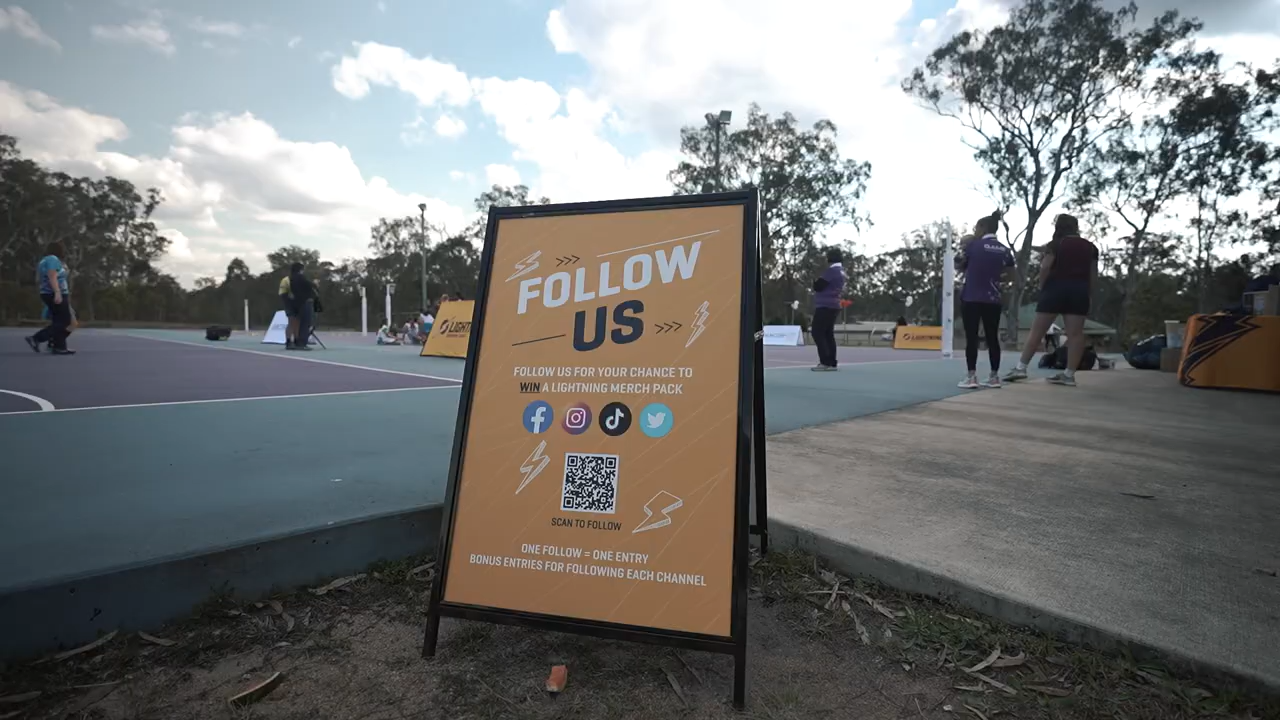 FOLLOW
US
FOLLOW US FOR YOUR CHANCE TO
WIN A LIGHTNING MERCH PACK
SCAN TO FOLLOW
ONE FOLLOW = ONE ENTRY
BONUS ENTRIES FOR FOLLOWING EACH CHANNEL
LIGHTNING